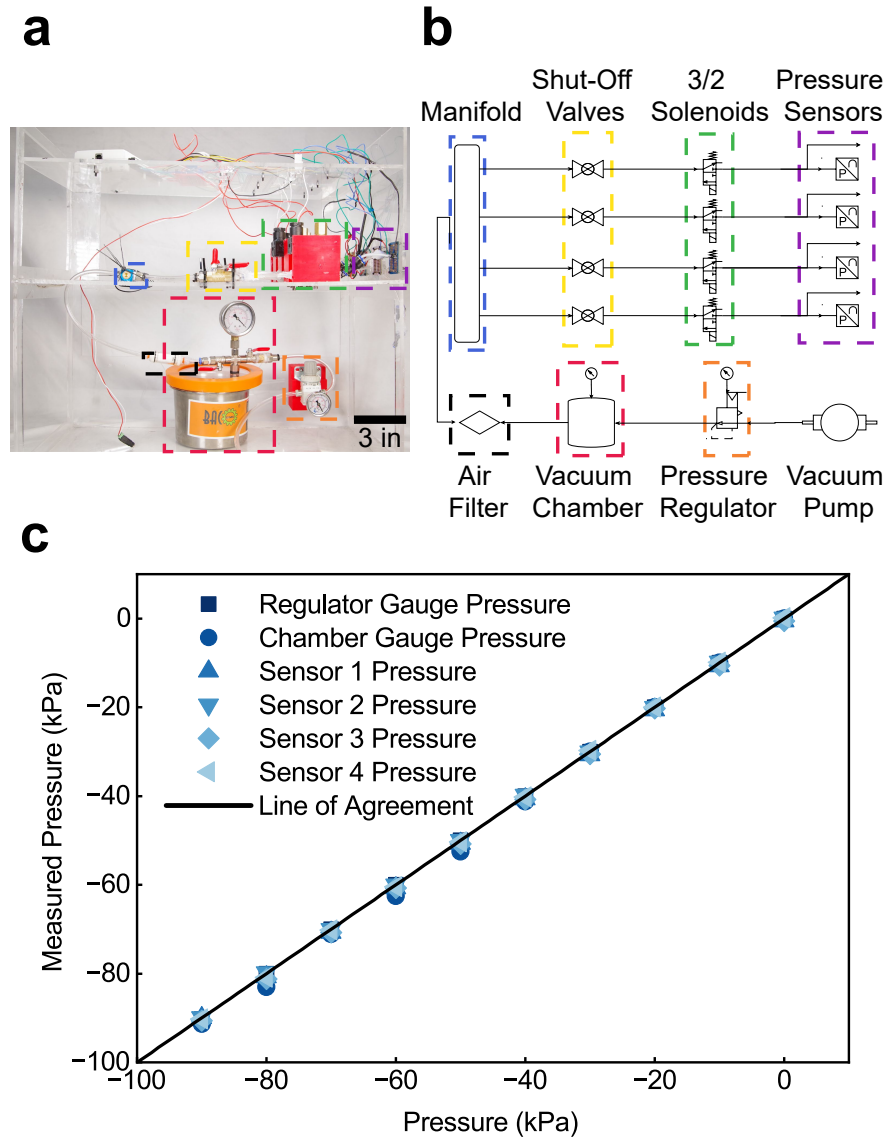 a
b
Manifold
Shut-Off
Valves
3/2
Solenoids
Pressure
Sensors
P
P
P
P
BAC
3 in
Air
Filter
Vacuum
Chamber
Pressure
Regulator
Vacuum
Pump
c
Regulator Gauge Pressure
Chamber Gauge Pressure
Sensor 1 Pressure
Sensor 2 Pressure
Sensor 3 Pressure
Sensor 4 Pressure
Line of Agreement
Measured Pressure (kPa)
0
−20
−40
−60
−80
−100
−100
−80
−60
−40
−20
0
Pressure (kPa)